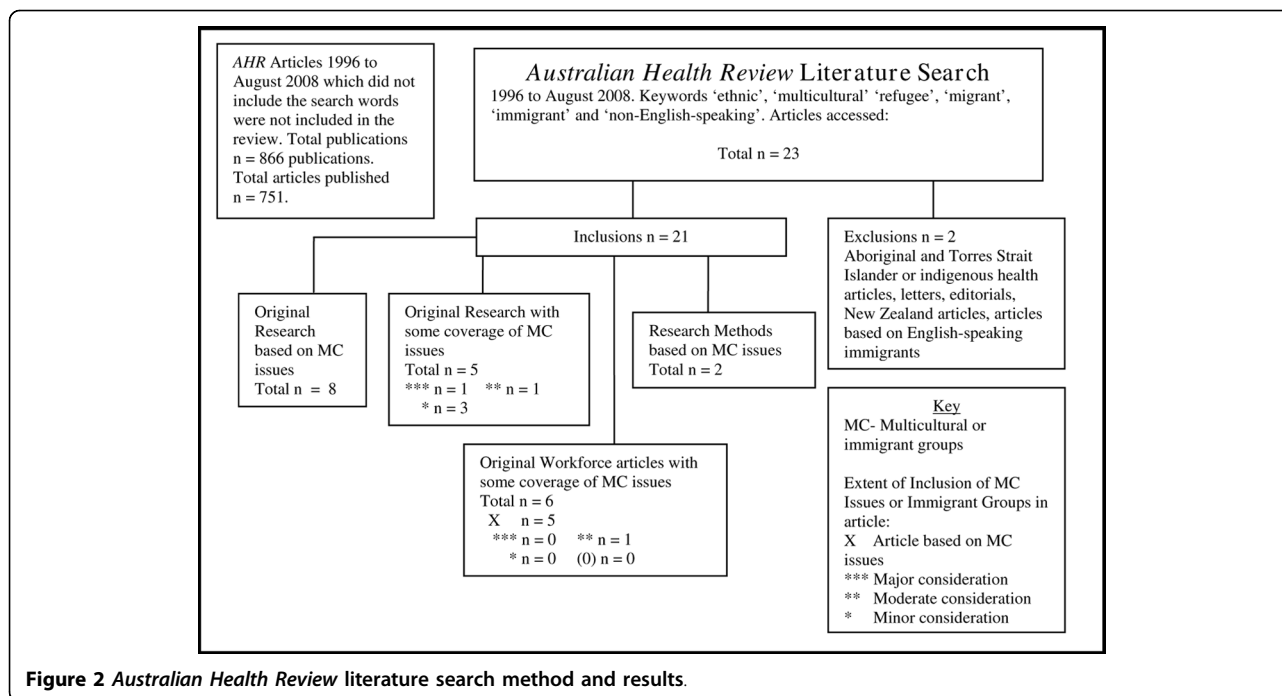 AHR Articles 1996 to
August 2008 which did not
include the search words
were not included in the
review. Total publications
n = 866 publications.
Total articles published
n = 751.
Australian Health Review Literature Search
1996 to August 2008. Keywords ‘ethnic’, ‘multicultural’ ‘refugee’, ‘migrant’,
‘immigrant’ and ‘non-English-speaking’. Articles accessed:
Total n = 23
Inclusions n = 21
Exclusions n = 2
Aboriginal and Torres Strait
Islander or indigenous health
articles, letters, editorials,
New Zealand articles, articles
based on English-speaking
immigrants
Original
Research
based on MC
issues
Total n = 8
Original Research with
some coverage of MC
issues
Total n = 5
*** n = 1 ** n = 1
* n = 3
Research Methods
based on MC issues
Total n = 2
Original Workforce articles with
some coverage of MC issues
Total n = 6
X n = 5
*** n = 0 ** n = 1
* n = 0 (0) n = 0
Key
MC- Multicultural or
immigrant groups
Extent of Inclusion of MC
Issues or Immigrant Groups in
article:
X Article based on MC
issues
*** Major consideration
** Moderate consideration
* Minor consideration
Figure 2 Australian Health Review literature search method and results.